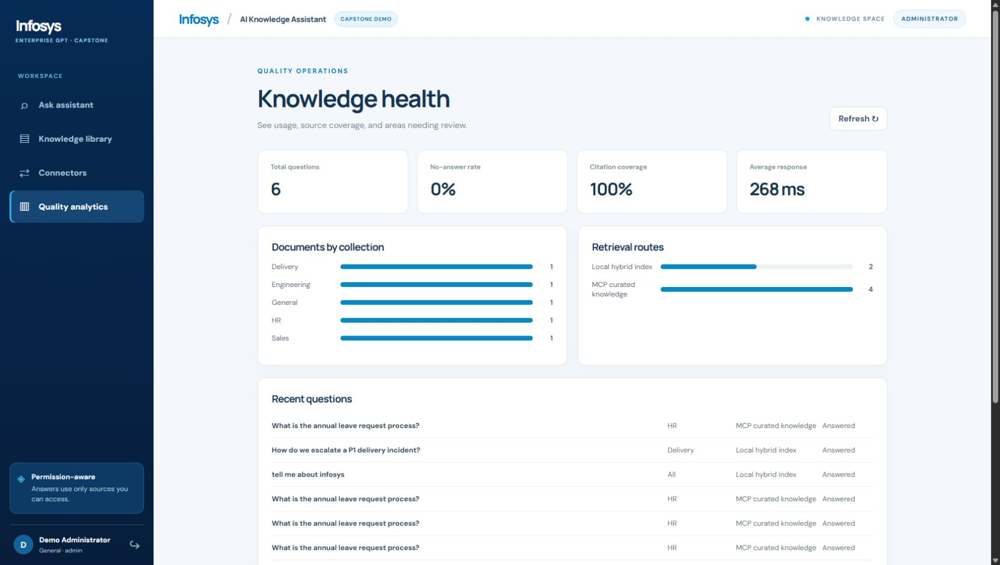 Infosys
ENTERPRISE GPT · CAPSTONE
WORKSPACE
Ask assistant
Knowledge library
Connectors
Quality analytics
Permission-aware
Answers use only sources you
can access.
D
Demo Administrator
General · admin
Infosys / AI Knowledge Assistant CAPSTONE DEMO
KNOWLEDGE SPACE ADMINISTRATOR
QUALITY OPERATIONS
Knowledge health
See usage, source coverage, and areas needing review.
Refresh ↻
Total questions
6
No-answer rate
0%
Citation coverage
100%
Average response
268 ms
Documents by collection
Delivery 1
Engineering 1
General 1
HR 1
Sales 1
Retrieval routes
Local hybrid index 2
MCP curated
knowledge 4
Recent questions
What is the annual leave request process? HR MCP curated knowledge Answered
How do we escalate a P1 delivery incident? Delivery Local hybrid index Answered
tell me about infosys All Local hybrid index Answered
What is the annual leave request process? HR MCP curated knowledge Answered
What is the annual leave request process? HR MCP curated knowledge Answered
What is the annual leave request process? HR MCP curated knowledge Answered